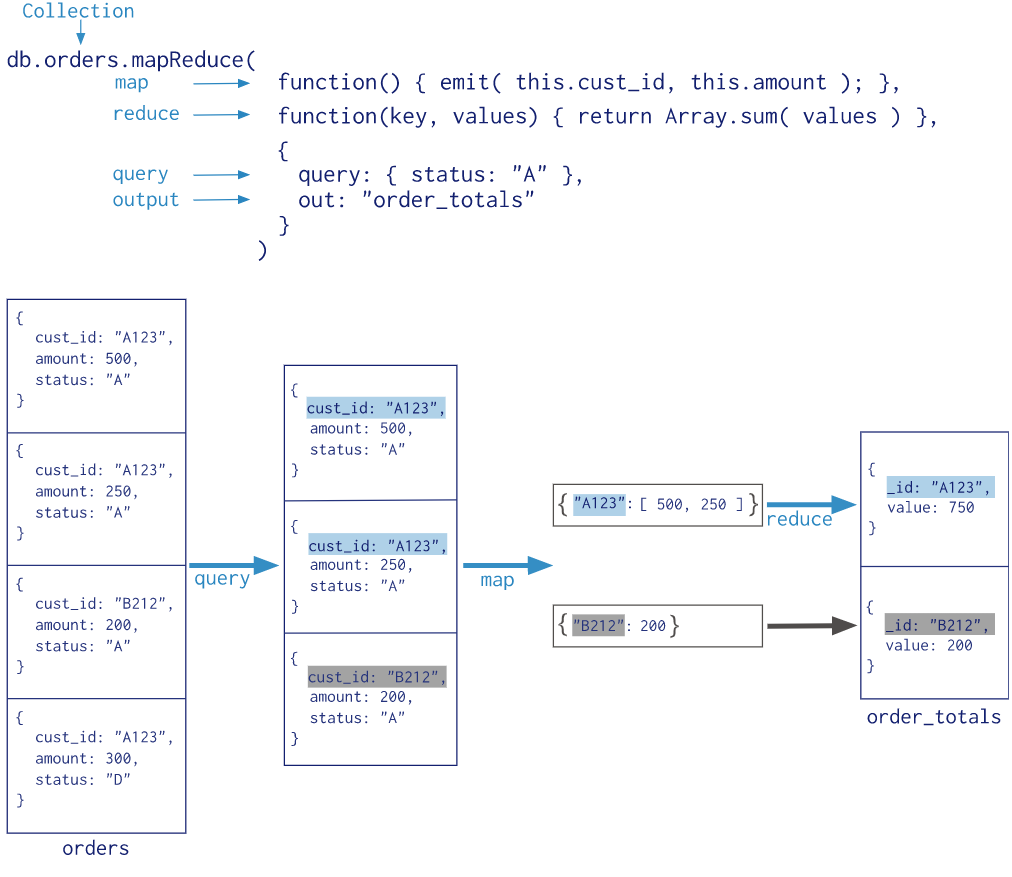 Collection
db.orders.mapReduce(
map function() { emit( this.cust_id, this.amount ); },
reduce function(key, values) { return Array.sum( values ) },
{
query query: { status: "A" },
output out: "order_totals"
}
)
{
cust_id: "A123",
amount: 500,
status: "A"
}
{
cust_id: "A123",
amount: 250,
status: "A"
}
{
cust_id: "B212",
amount: 200,
status: "A"
}
{
cust_id: "A123",
amount: 300,
status: "D"
}
orders
query
{
cust_id: "A123",
amount: 500,
status: "A"
}
{
cust_id: "A123",
amount: 250,
status: "A"
}
{
cust_id: "B212",
amount: 200,
status: "A"
}
map
{ "A123": [ 500, 250 ] }
{ "B212": 200 }
reduce
{
_id: "A123",
value: 750
}
{
_id: "B212",
value: 200
}
order_totals